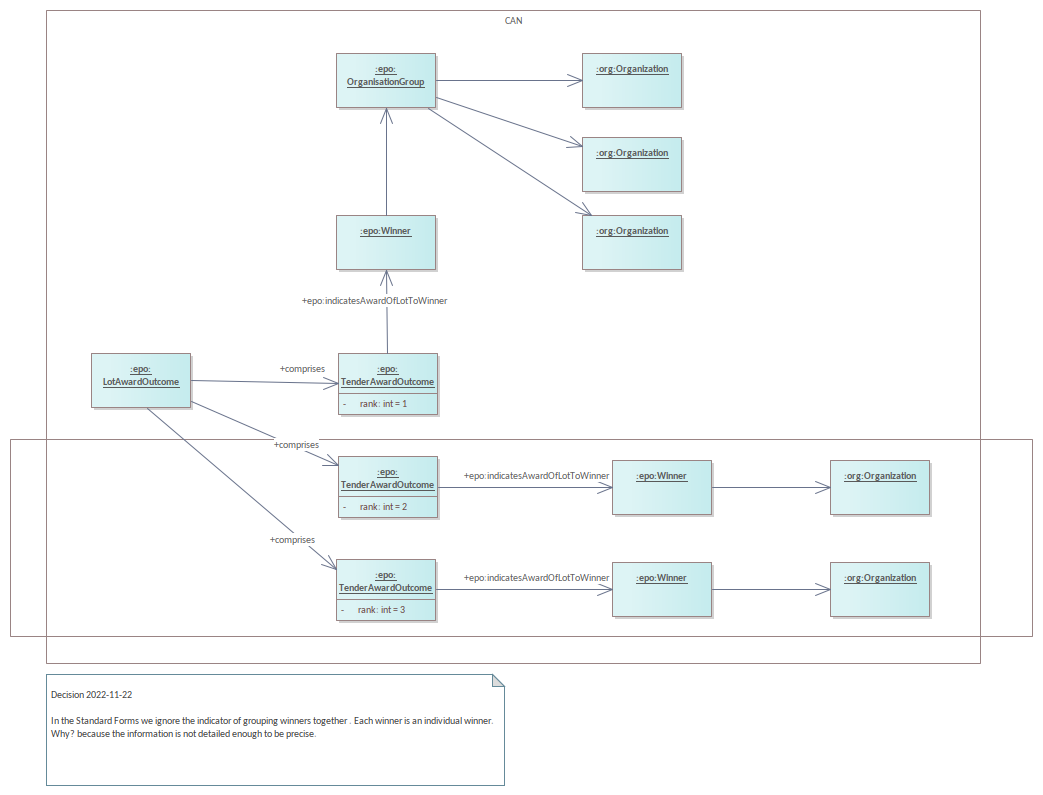 CAN
:epo:
OrganisationGroup
:org:Organization
:org:Organization
:epo:Winner
:org:Organization
+epo:indicatesAwardOfLotToWinner
:epo:
LotAwardOutcome
+comprises
:epo:
TenderAwardOutcome
- rank: int = 1
+comprises
:epo:
TenderAwardOutcome
- rank: int = 2
+epo:indicatesAwardOfLotToWinner
:epo:Winner
:org:Organization
+comprises
:epo:
TenderAwardOutcome
- rank: int = 3
+epo:indicatesAwardOfLotToWinner
:epo:Winner
:org:Organization
Decision 2022-11-22
In the Standard Forms we ignore the indicator of grouping winners together . Each winner is an individual winner.
Why? because the information is not detailed enough to be precise.